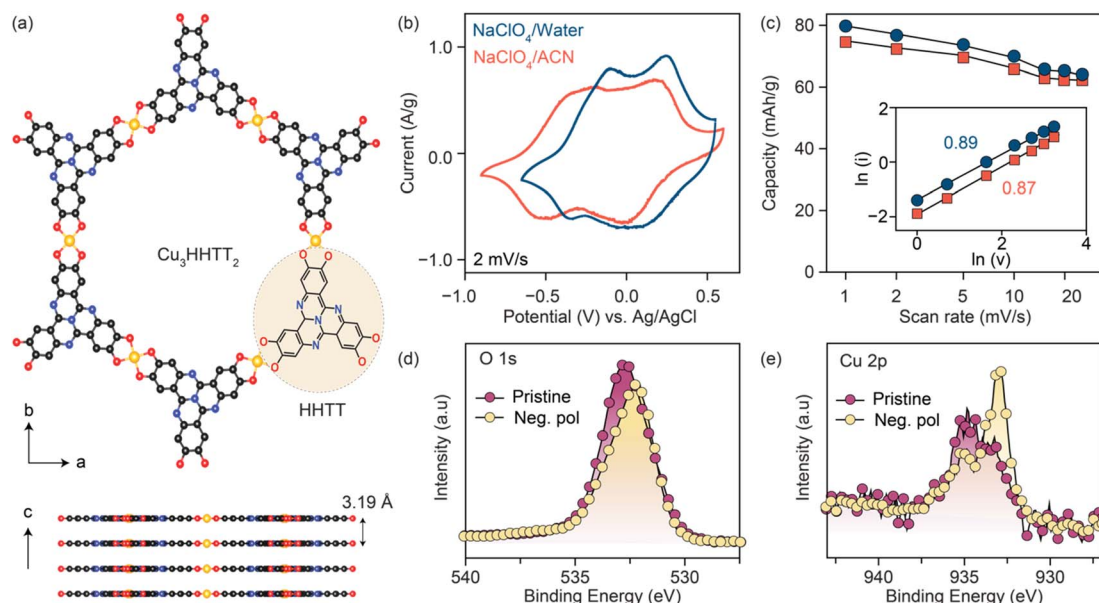 (a)
Cu3HHTT2
O O
N N
N
O O
N
O O
HHTT
b
a
c
3.19 Å
(b)
NaClO4/Water
NaClO4/ACN
1.0
0.0
−1.0
Current (A/g)
2 mV/s
−1.0 −0.5 0.0 0.5
Potential (V) vs. Ag/AgCl
(c)
80
60
40
20
0
Capacity (mAh/g)
2
0
−2
ln (i)
0.89
0.87
0 2 4
ln (v)
1 2 5 10 20
Scan rate (mV/s)
(d)
O 1s
Pristine
Neg. pol
Intensity (a.u)
540 535 530
Binding Energy (eV)
(e)
Cu 2p
Pristine
Neg. pol
Intensity (a.u)
940 935 930
Binding Energy (eV)